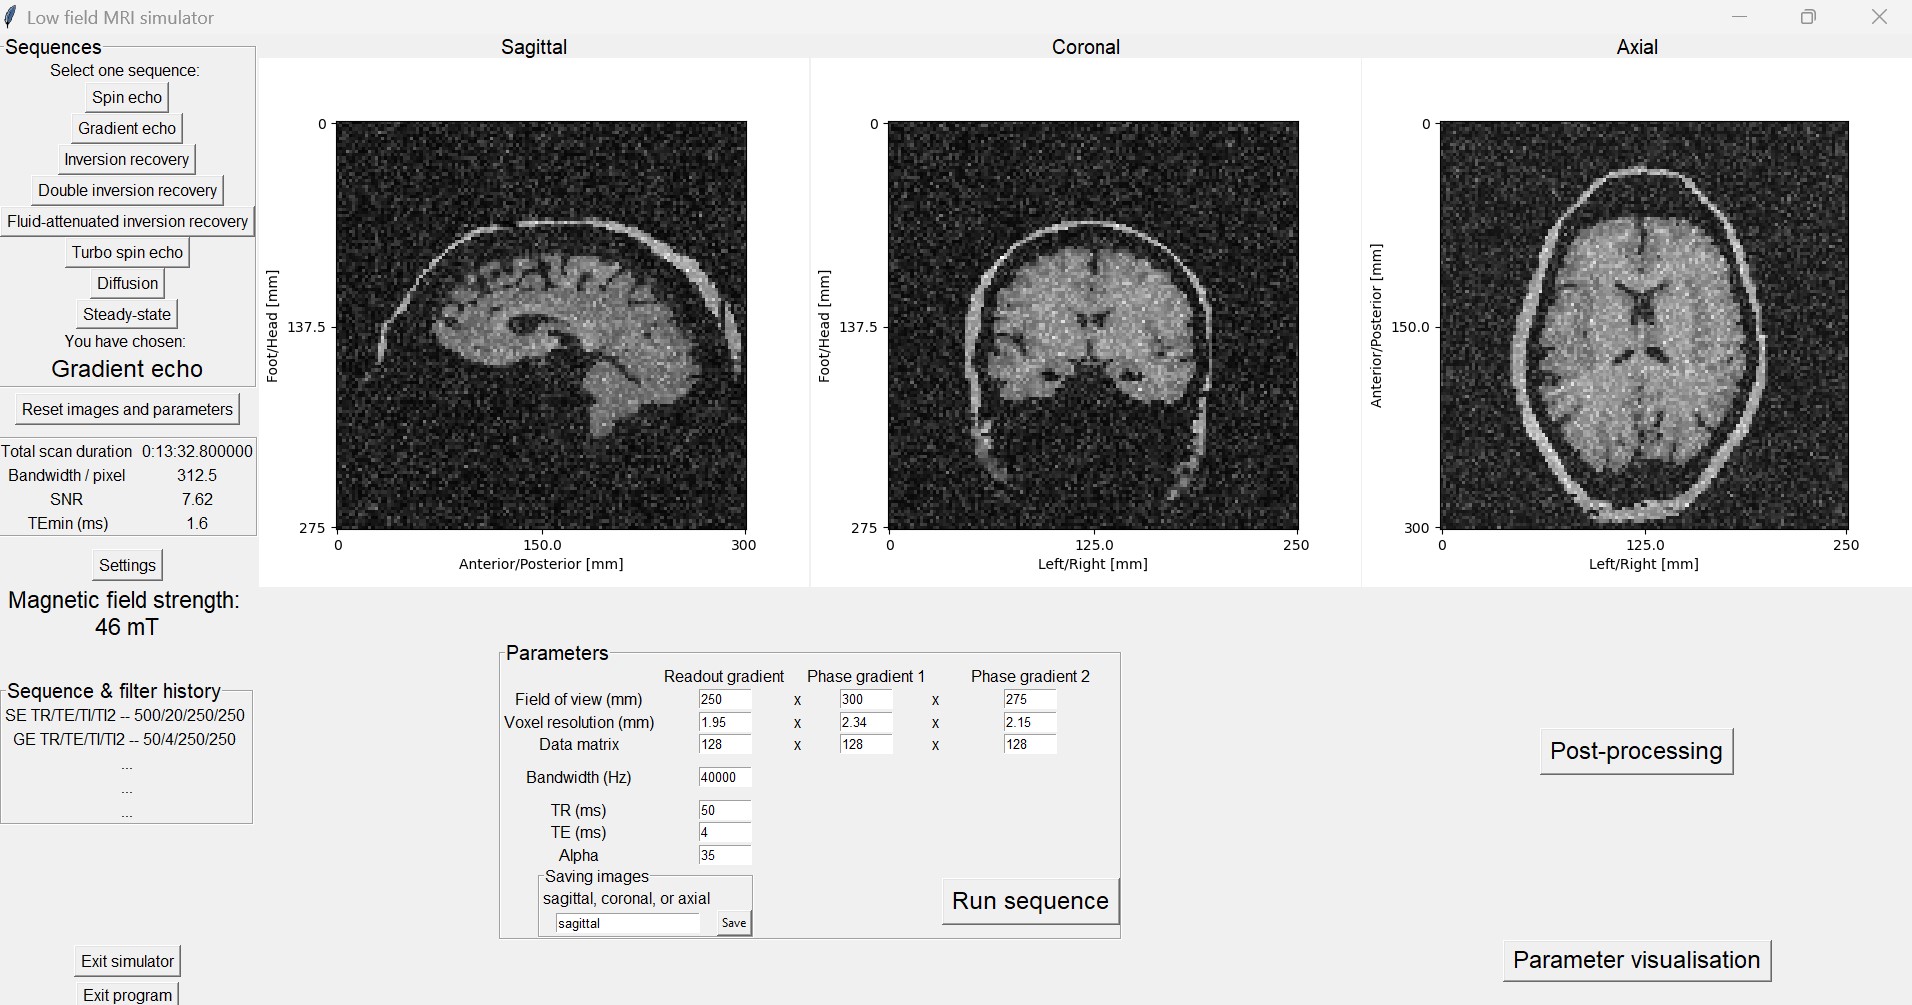 Low field MRI simulator
Sequences
Select one sequence:
Spin echo
Gradient echo
Inversion recovery
Double inversion recovery
Fluid-attenuated inversion recovery
Turbo spin echo
Diffusion
Steady-state
You have chosen:
Gradient echo
Reset images and parameters
Total scan duration 0:13:32.800000
Bandwidth / pixel 312.5
SNR 7.62
TEmin (ms) 1.6
Settings
Magnetic field strength:
46 mT
Sequence & filter history
SE TR/TE/TI/TI2 -- 500/20/250/250
GE TR/TE/TI/TI2 -- 50/4/250/250
...
...
...
Exit simulator
Exit program
Sagittal
0
137.5
275
Foot/Head [mm]
0 150.0 300
Anterior/Posterior [mm]
Coronal
0
137.5
275
Foot/Head [mm]
0 125.0 250
Left/Right [mm]
Axial
0
150.0
300
Anterior/Posterior [mm]
0 125.0 250
Left/Right [mm]
Parameters
Readout gradient Phase gradient 1 Phase gradient 2
Field of view (mm) 250 x 300 x 275
Voxel resolution (mm) 1.95 x 2.34 x 2.15
Data matrix 128 x 128 x 128
Bandwidth (Hz) 40000
TR (ms) 50
TE (ms) 4
Alpha 35
Saving images
sagittal, coronal, or axial
sagittal Save
Run sequence
Post-processing
Parameter visualisation